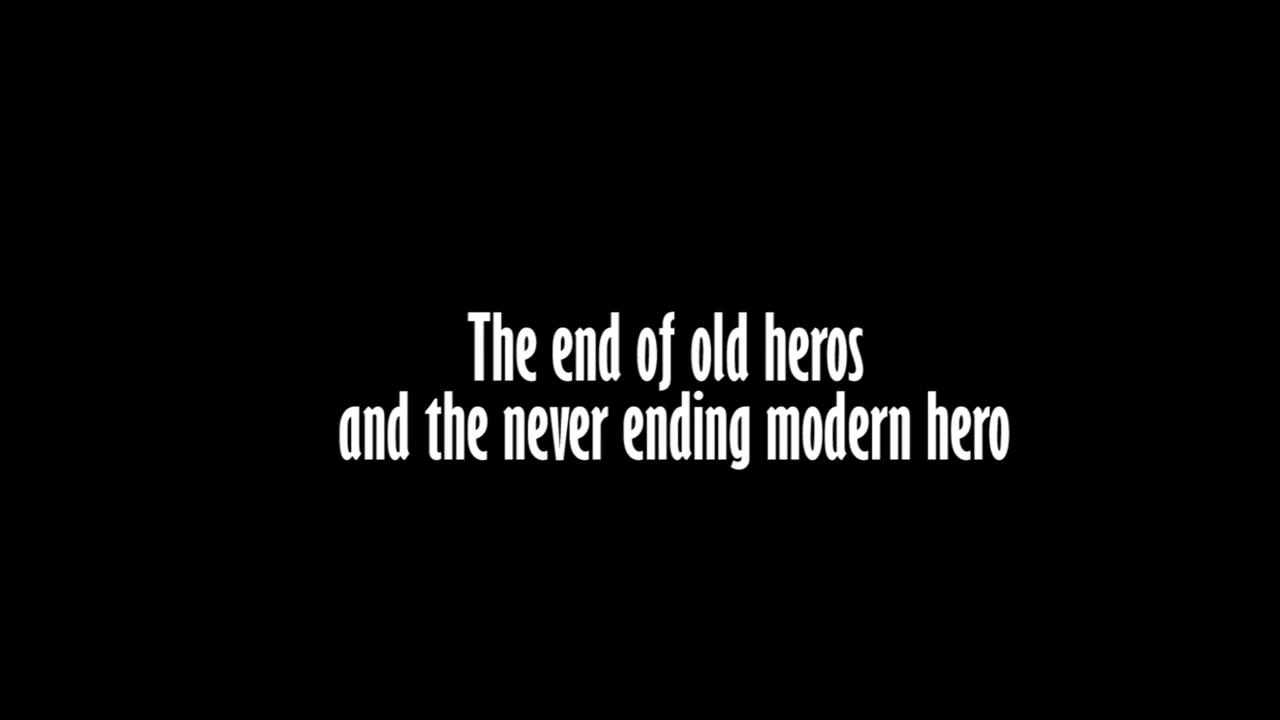 The end of old heros
and the never ending modern hero